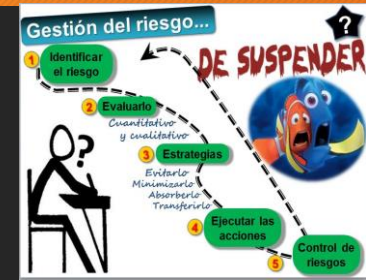 Gestión del riesgo...
?
DE SUSPENDER
1 Identificar
el riesgo
2 Evaluarlo
Cuantitativo
y cualitativo
?
3 Estrategias
Evitarlo
Minimizarlo
Absorberlo
Transferirlo
4 Ejecutar las
acciones
5 Control de
riesgos